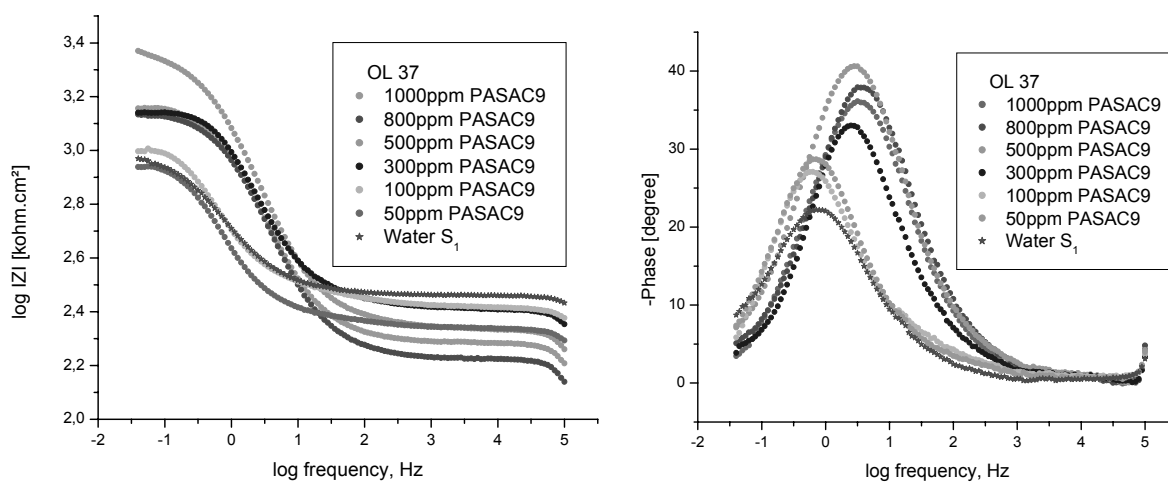 3,4
3,2
3,0
2,8
2,6
2,4
2,2
2,0
log IZI [kohm.cm²]
-2 -1 0 1 2 3 4 5
log frequency, Hz
OL 37
1000ppm PASAC9
800ppm PASAC9
500ppm PASAC9
300ppm PASAC9
100ppm PASAC9
50ppm PASAC9
Water S₁
40
30
20
10
0
-Phase [degree]
-2 -1 0 1 2 3 4 5
log frequency, Hz
OL 37
1000ppm PASAC9
800ppm PASAC9
500ppm PASAC9
300ppm PASAC9
100ppm PASAC9
50ppm PASAC9
Water S₁